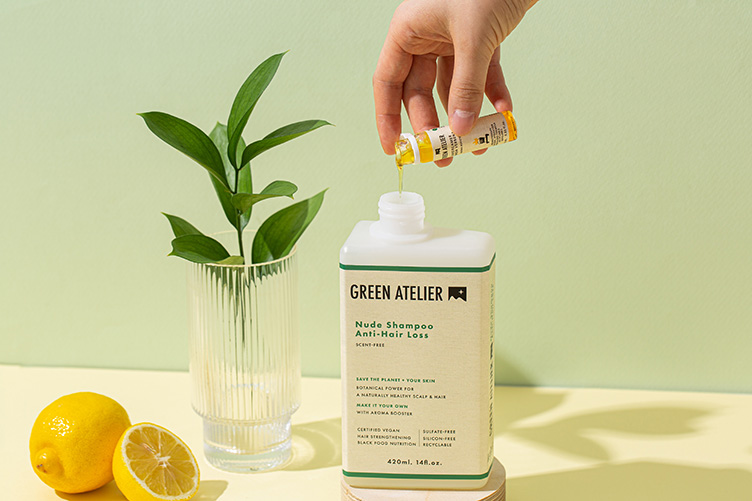 GREEN ATELIER
GREEN ATELIER
Nude Shampoo
Anti-Hair Loss
SCENT-FREE
SAVE THE PLANET + YOUR SKIN
BOTANICAL POWER FOR
A NATURALLY HEALTHY SCALP & HAIR
MAKE IT YOUR OWN
WITH AROMA BOOSTER
CERTIFIED VEGAN
HAIR STRENGTHENING
BLACK FOOD NUTRITION
SULFATE-FREE
SILICON-FREE
RECYCLABLE
420ml. 14fl.oz.